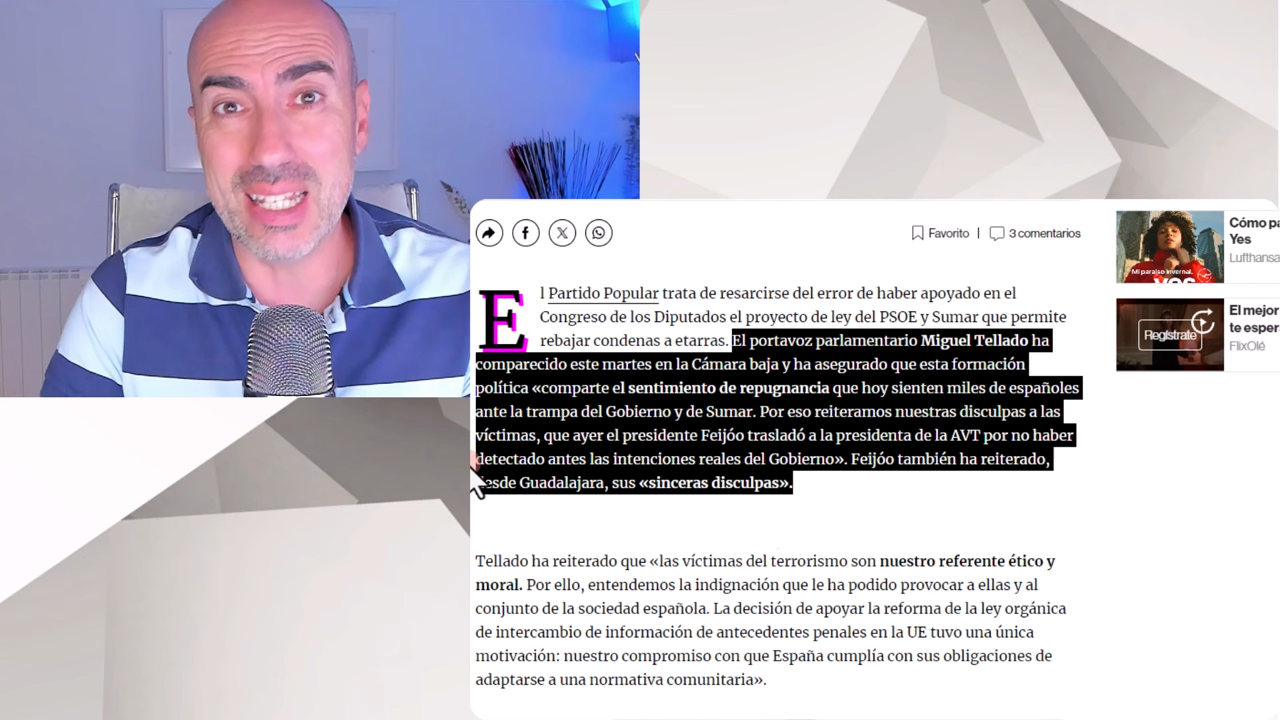 Favorito | 3 comentarios
El Partido Popular trata de resarcirse del error de haber apoyado en el
Congreso de los Diputados el proyecto de ley del PSOE y Sumar que permite
rebajar condenas a etarras. El portavoz parlamentario Miguel Tellado ha
comparecido este martes en la Cámara baja y ha asegurado que esta formación
política «comparte el sentimiento de repugnancia que hoy sienten miles de españoles
ante la trampa del Gobierno y de Sumar. Por eso reiteramos nuestras disculpas a las
víctimas, que ayer el presidente Feijóo trasladó a la presidenta de la AVT por no haber
detectado antes las intenciones reales del Gobierno». Feijóo también ha reiterado,
desde Guadalajara, sus «sinceras disculpas».
Tellado ha reiterado que «las víctimas del terrorismo son nuestro referente ético y
moral. Por ello, entendemos la indignación que le ha podido provocar a ellas y al
conjunto de la sociedad española. La decisión de apoyar la reforma de la ley orgánica
de intercambio de información de antecedentes penales en la UE tuvo una única
motivación: nuestro compromiso con que España cumplía con sus obligaciones de
adaptarse a una normativa comunitaria».
Mi paraíso invernal.
Cómo pa
Yes
Lufthansa
Regístrate
El mejor
te esper
FlixOlé